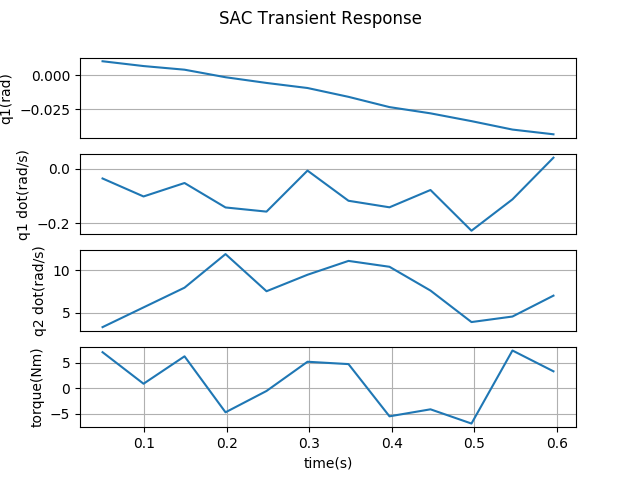 SAC Transient Response
q1(rad)
0.000
−0.025
q1 dot(rad/s)
0.0
−0.2
q2 dot(rad/s)
10
5
torque(Nm)
5
0
−5
0.1 0.2 0.3 0.4 0.5 0.6
time(s)